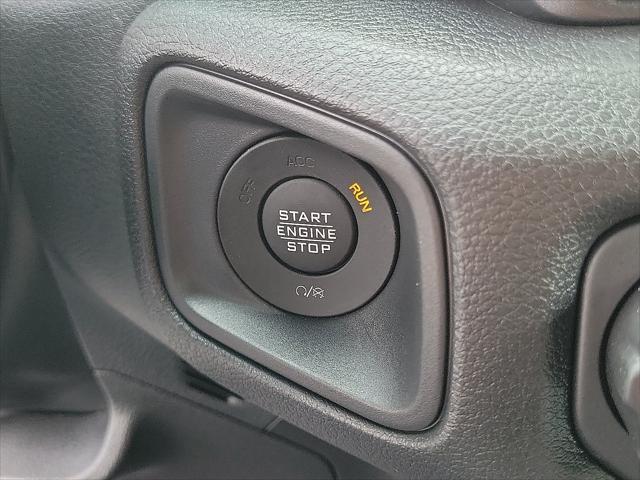 OFF
ACC
RUN
START
ENGINE
STOP